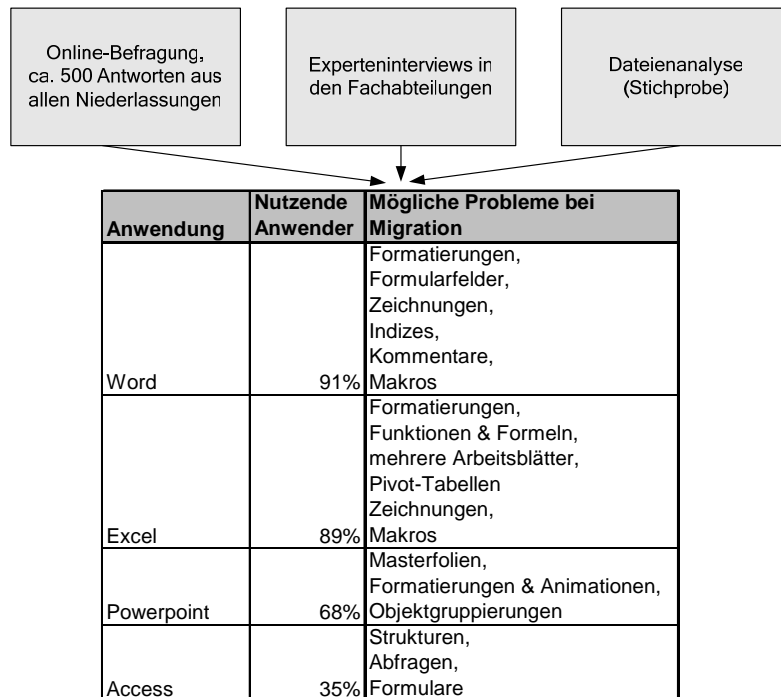 Online-Befragung,
ca. 500 Antworten aus
allen Niederlassungen
Experteninterviews in
den Fachabteilungen
Dateienanalyse
(Stichprobe)
Anwendung
Nutzende
Anwender
Mögliche Probleme bei
Migration
Word
91%
Formatierungen,
Formularfelder,
Zeichnungen,
Indizes,
Kommentare,
Makros
Excel
89%
Formatierungen,
Funktionen & Formeln,
mehrere Arbeitsblätter,
Pivot-Tabellen
Zeichnungen,
Makros
Powerpoint
68%
Masterfolien,
Formatierungen & Animationen,
Objektgruppierungen
Access
35%
Strukturen,
Abfragen,
Formulare